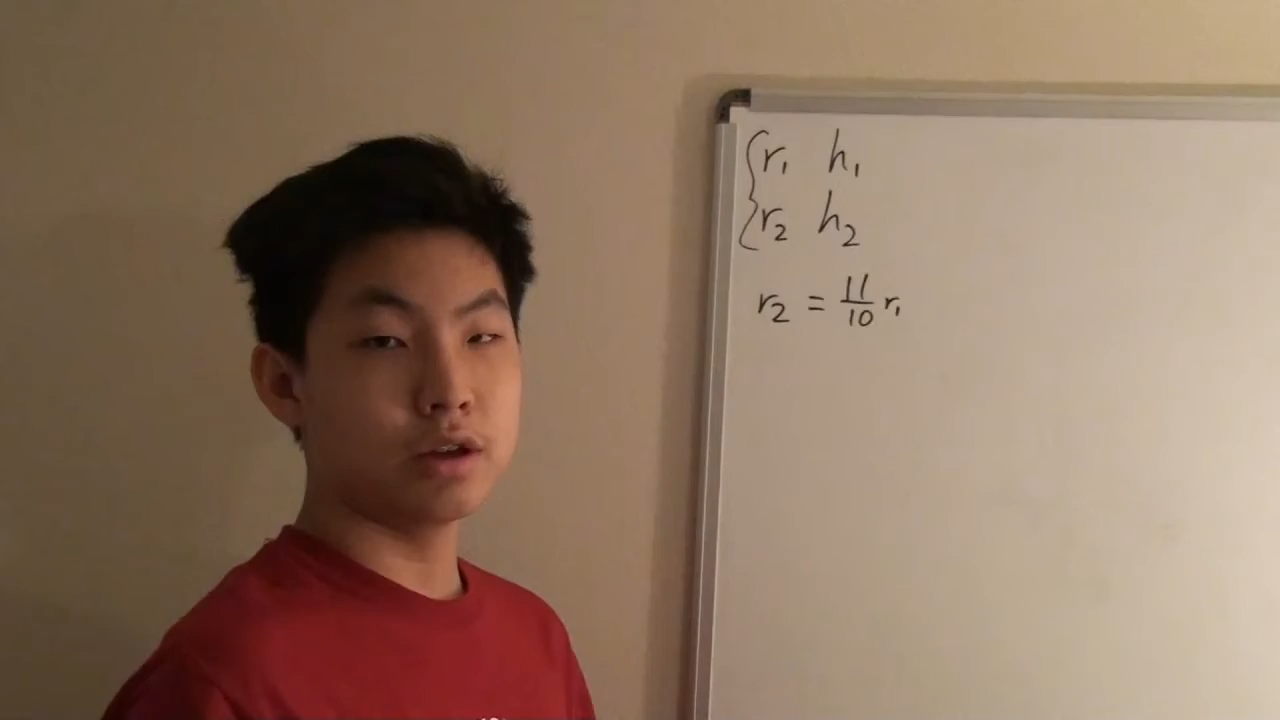 r₁ h₁
r₂ h₂
r₂ = 11/10 r₁